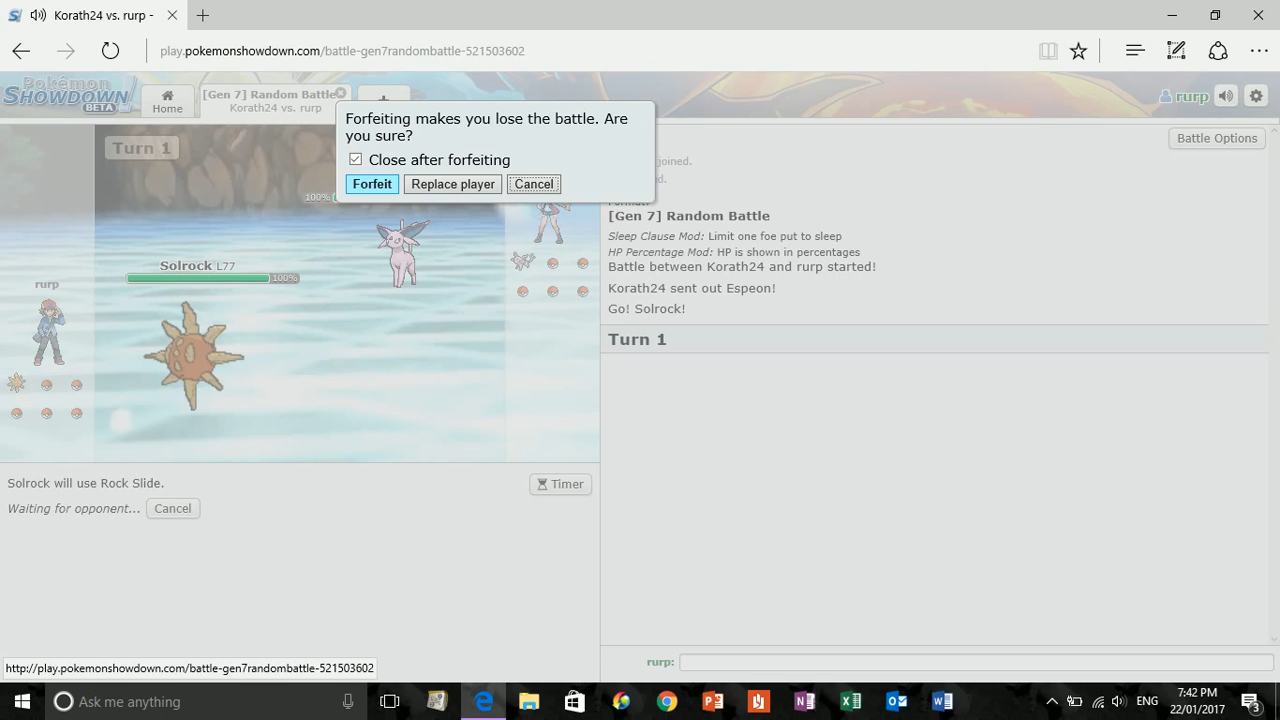 Korath24 vs. rurp -
play.pokemonshowdown.com/battle-gen7randombattle-521503602
Pokémon
SHOWDOWN!
BETA
Home
[Gen 7] Random Battle
Korath24 vs. rurp
rurp
Forfeiting makes you lose the battle. Are
you sure?
Close after forfeiting
Forfeit
Replace player
Cancel
Turn 1
100%
joined.
Battle Options
[Gen 7] Random Battle
Sleep Clause Mod: Limit one foe put to sleep
HP Percentage Mod: HP is shown in percentages
Battle between Korath24 and rurp started!
Korath24 sent out Espeon!
Go! Solrock!
Turn 1
Solrock L77
100%
rurp
Solrock will use Rock Slide.
Timer
Waiting for opponent...
Cancel
rurp:
http://play.pokemonshowdown.com/battle-gen7randombattle-521503602
Ask me anything
ENG
7:42 PM
22/01/2017
3